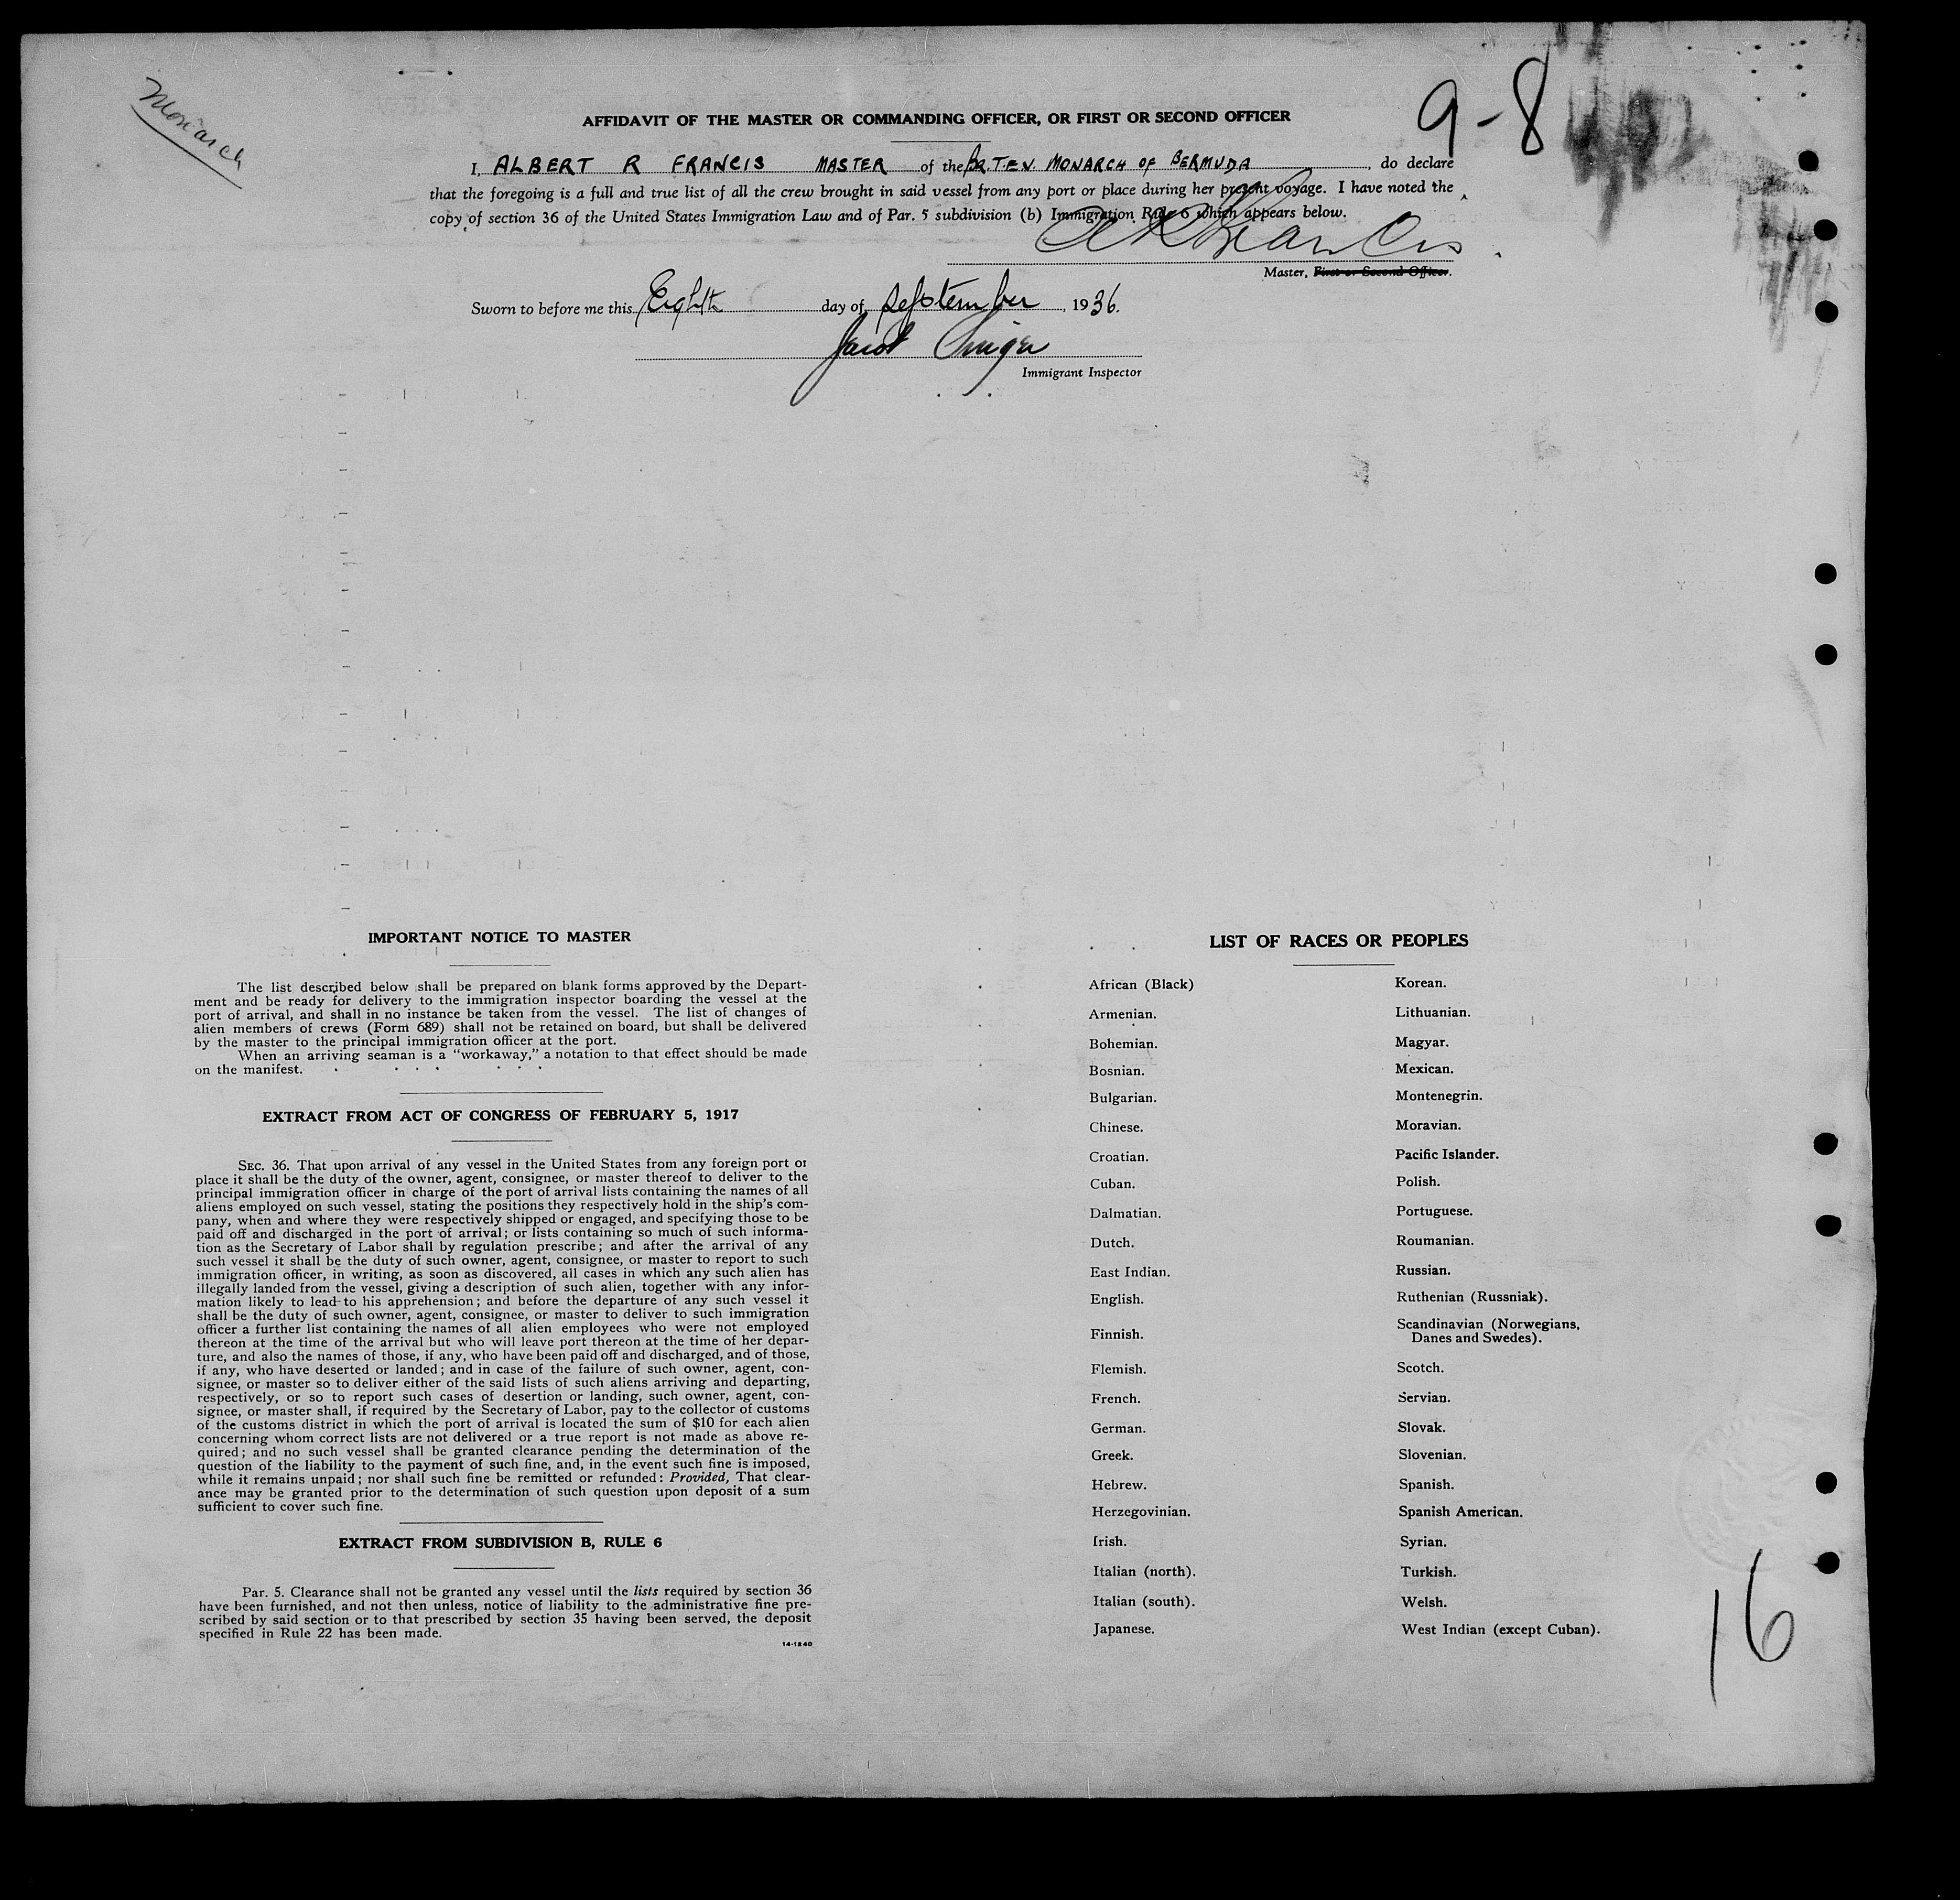 Monarch
9-8
AFFIDAVIT OF THE MASTER OR COMMANDING OFFICER, OR FIRST OR SECOND OFFICER
I, ALBERT R FRANCIS MASTER of the BR.T.E.V. MONARCH OF BERMUDA, do declare
that the foregoing is a full and true list of all the crew brought in said vessel from any port or place during her present voyage. I have noted the
copy of section 36 of the United States Immigration Law and of Par. 5 subdivision (b) Immigration Rule 6 which appears below.
A R Francis
Master, First or Second Officer.
Sworn to before me this Eighth day of September, 1936.
Jacob
Immigrant Inspector
IMPORTANT NOTICE TO MASTER
The list described below shall be prepared on blank forms approved by the Depart-
ment and be ready for delivery to the immigration inspector boarding the vessel at the
port of arrival, and shall in no instance be taken from the vessel. The list of changes of
alien members of crews (Form 689) shall not be retained on board, but shall be delivered
by the master to the principal immigration officer at the port.
When an arriving seaman is a "workaway," a notation to that effect should be made
on the manifest.
EXTRACT FROM ACT OF CONGRESS OF FEBRUARY 5, 1917
SEC. 36. That upon arrival of any vessel in the United States from any foreign port or
place it shall be the duty of the owner, agent, consignee, or master thereof to deliver to the
principal immigration officer in charge of the port of arrival lists containing the names of all
aliens employed on such vessel, stating the positions they respectively hold in the ship's com-
pany, when and where they were respectively shipped or engaged, and specifying those to be
paid off and discharged in the port of arrival; or lists containing so much of such informa-
tion as the Secretary of Labor shall by regulation prescribe; and after the arrival of any
such vessel it shall be the duty of such owner, agent, consignee, or master to report to such
immigration officer, in writing, as soon as discovered, all cases in which any such alien has
illegally landed from the vessel, giving a description of such alien, together with any infor-
mation likely to lead to his apprehension; and before the departure of any such vessel it
shall be the duty of such owner, agent, consignee, or master to deliver to such immigration
officer a further list containing the names of all alien employees who were not employed
thereon at the time of the arrival but who will leave port thereon at the time of her depar-
ture, and also the names of those, if any, who have been paid off and discharged, and of those,
if any, who have deserted or landed; and in case of the failure of such owner, agent, con-
signee, or master so to deliver either of the said lists of such aliens arriving and departing,
respectively, or so to report such cases of desertion or landing, such owner, agent, con-
signee, or master shall, if required by the Secretary of Labor, pay to the collector of customs
of the customs district in which the port of arrival is located the sum of $10 for each alien
concerning whom correct lists are not delivered or a true report is not made as above re-
quired; and no such vessel shall be granted clearance pending the determination of the
question of the liability to the payment of such fine, and, in the event such fine is imposed,
while it remains unpaid; nor shall such fine be remitted or refunded: Provided, That clear-
ance may be granted prior to the determination of such question upon deposit of a sum
sufficient to cover such fine.
EXTRACT FROM SUBDIVISION B, RULE 6
Par. 5. Clearance shall not be granted any vessel until the lists required by section 36
have been furnished, and not then unless, notice of liability to the administrative fine pre-
scribed by said section or to that prescribed by section 35 having been served, the deposit
specified in Rule 22 has been made.
14-1240
LIST OF RACES OR PEOPLES
African (Black)
Armenian.
Bohemian.
Bosnian.
Bulgarian.
Chinese.
Croatian.
Cuban.
Dalmatian.
Dutch.
East Indian.
English.
Finnish.
Flemish.
French.
German.
Greek.
Hebrew.
Herzegovinian.
Irish.
Italian (north).
Italian (south).
Japanese.
Korean.
Lithuanian.
Magyar.
Mexican.
Montenegrin.
Moravian.
Pacific Islander.
Polish.
Portuguese.
Roumanian.
Russian.
Ruthenian (Russniak).
Scandinavian (Norwegians,
Danes and Swedes).
Scotch.
Servian.
Slovak.
Slovenian.
Spanish.
Spanish American.
Syrian.
Turkish.
Welsh.
West Indian (except Cuban).
16